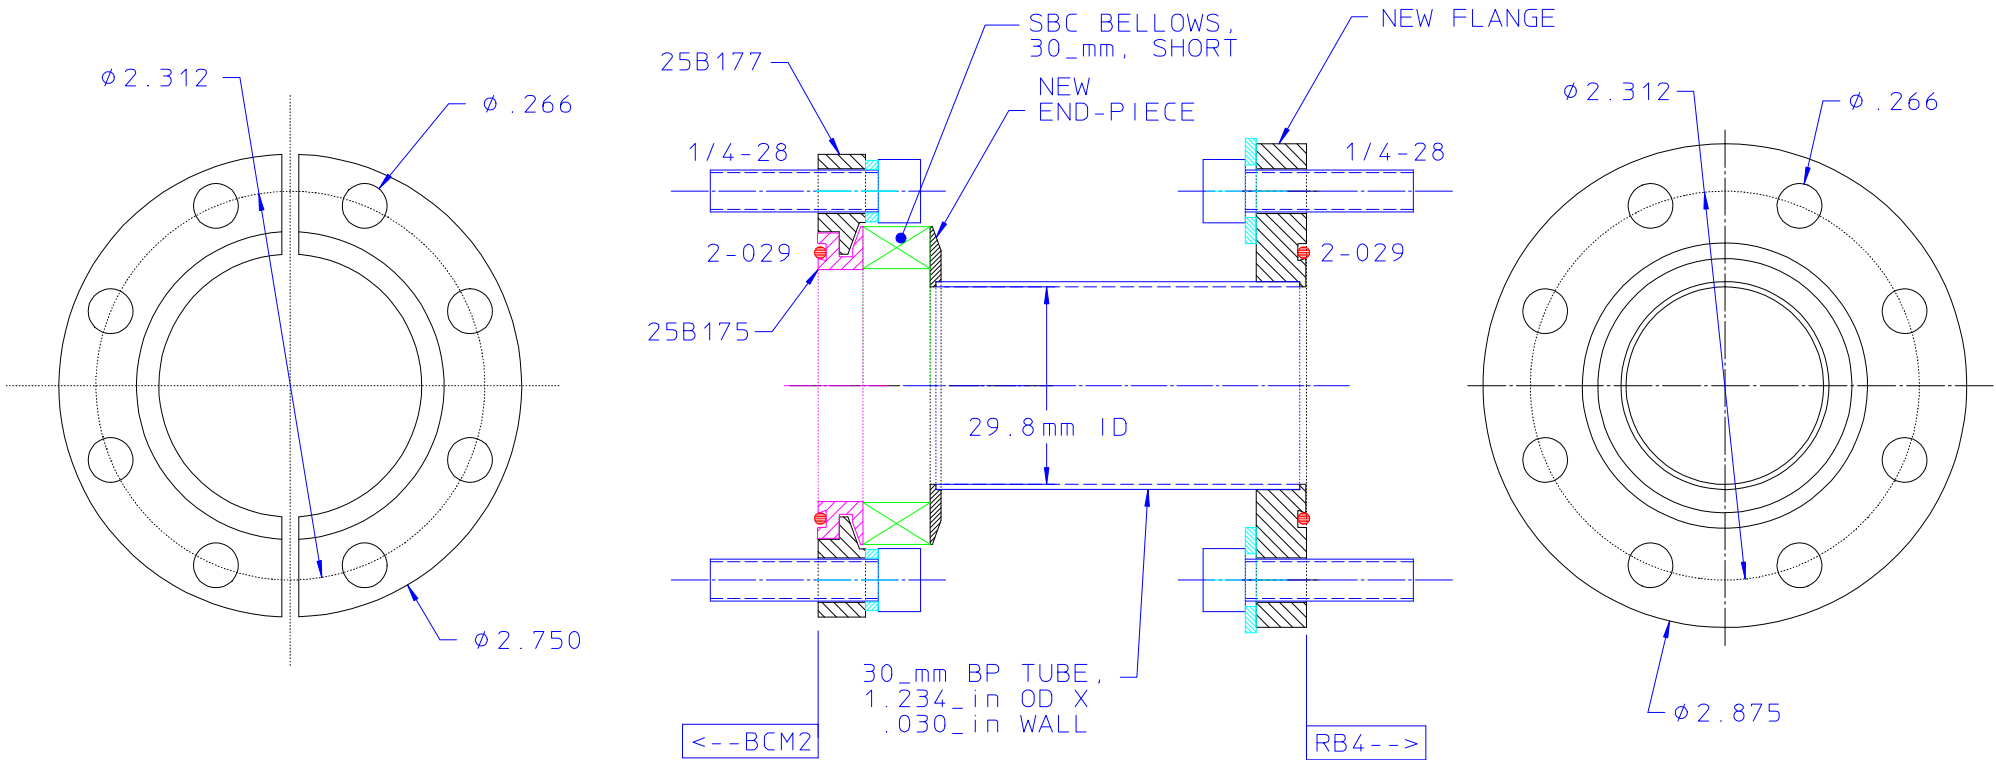 ϕ2.312
ϕ.266
ϕ2.750
25B177
SBC BELLOWS,
30_mm, SHORT
NEW
END-PIECE
NEW FLANGE
1/4-28
1/4-28
2-029
2-029
25B175
29.8mm ID
30_mm BP TUBE,
1.234_in OD X
.030_in WALL
<--BCM2
RB4-->
ϕ2.312
ϕ.266
ϕ2.875